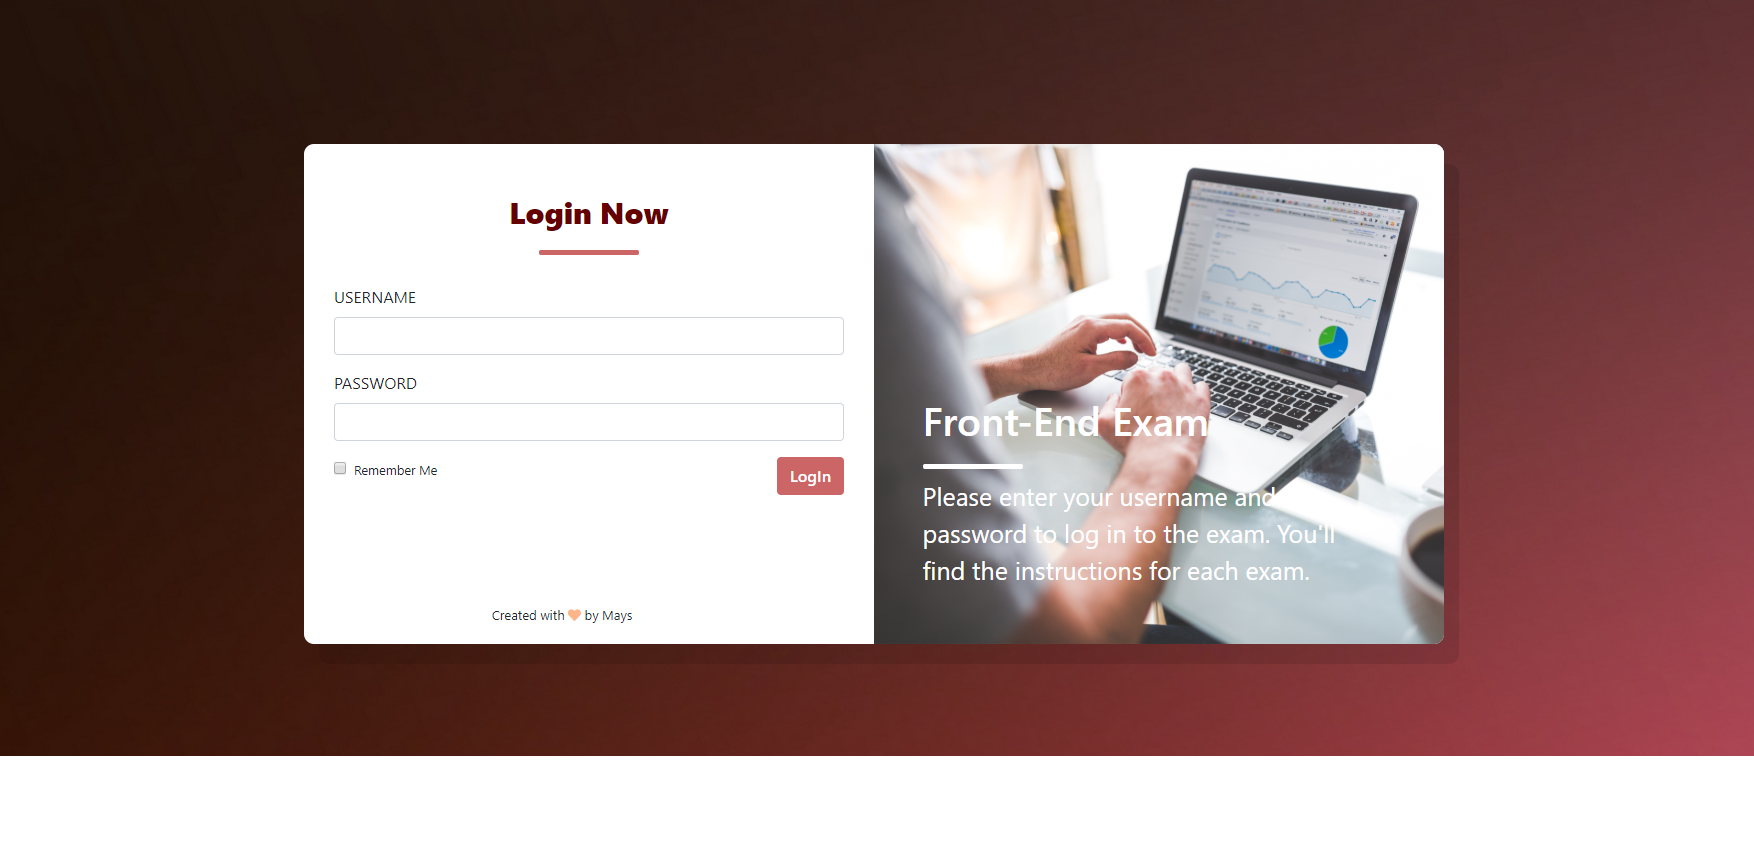 Login Now
USERNAME
PASSWORD
Remember Me
LogIn
Created with by Mays
Front-End Exam
Please enter your username and
password to log in to the exam. You'll
find the instructions for each exam.